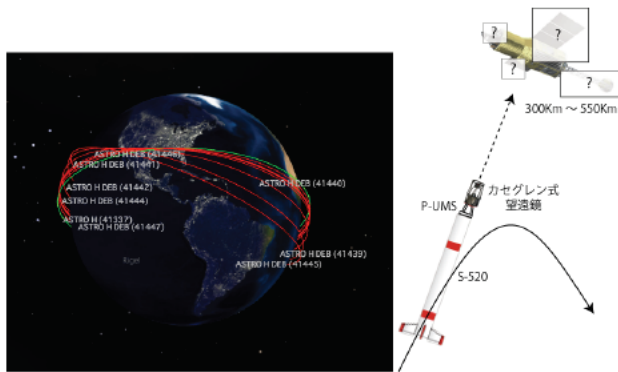 ASTRO H DEB (41446)
ASTRO H DEB (41441)
ASTRO H DEB (41442)
ASTRO H DEB (41444)
ASTRO H (41337)
ASTRO H DEB (41447)
ASTRO H DEB (41440)
ASTRO H DEB (41439)
ASTRO H DEB (41445)
Rigel
?
?
?
?
300Km ～ 550Km
カセグレン式
望遠鏡
P-UMS
S-520